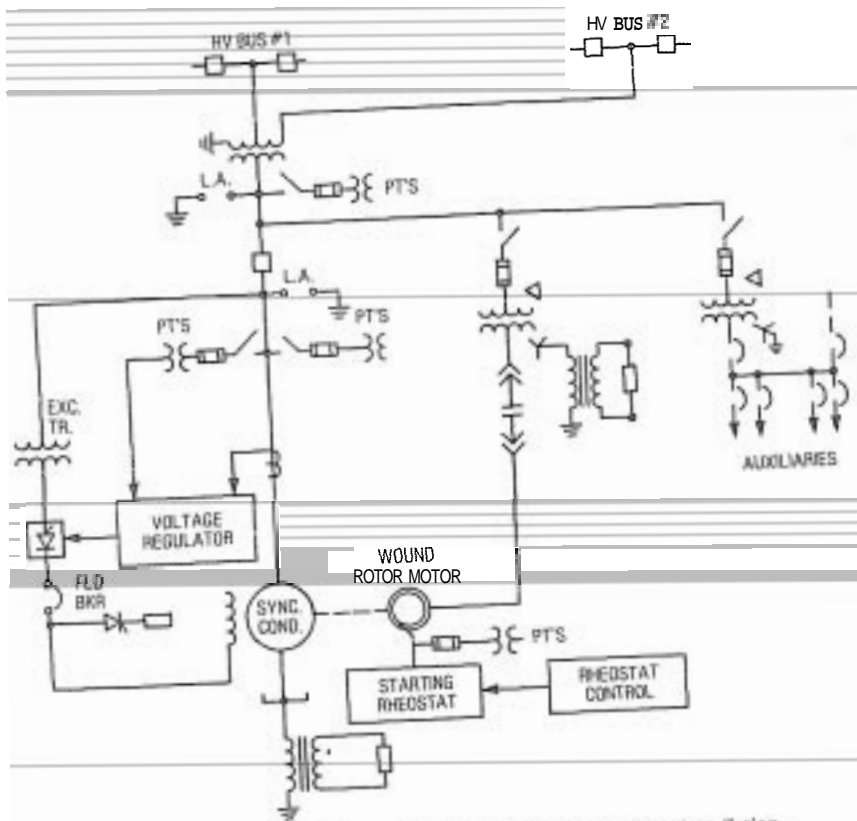 HV BUS #1
HV BUS #2
L.A.
PT'S
L.A.
PT'S
PT'S
EXC.
TR.
AUXILIARIES
VOLTAGE
REGULATOR
WOUND
ROTOR MOTOR
FLD
BKR
SYNC.
COND.
PT'S
STARTING
RHEOSTAT
RHEOSTAT
CONTROL